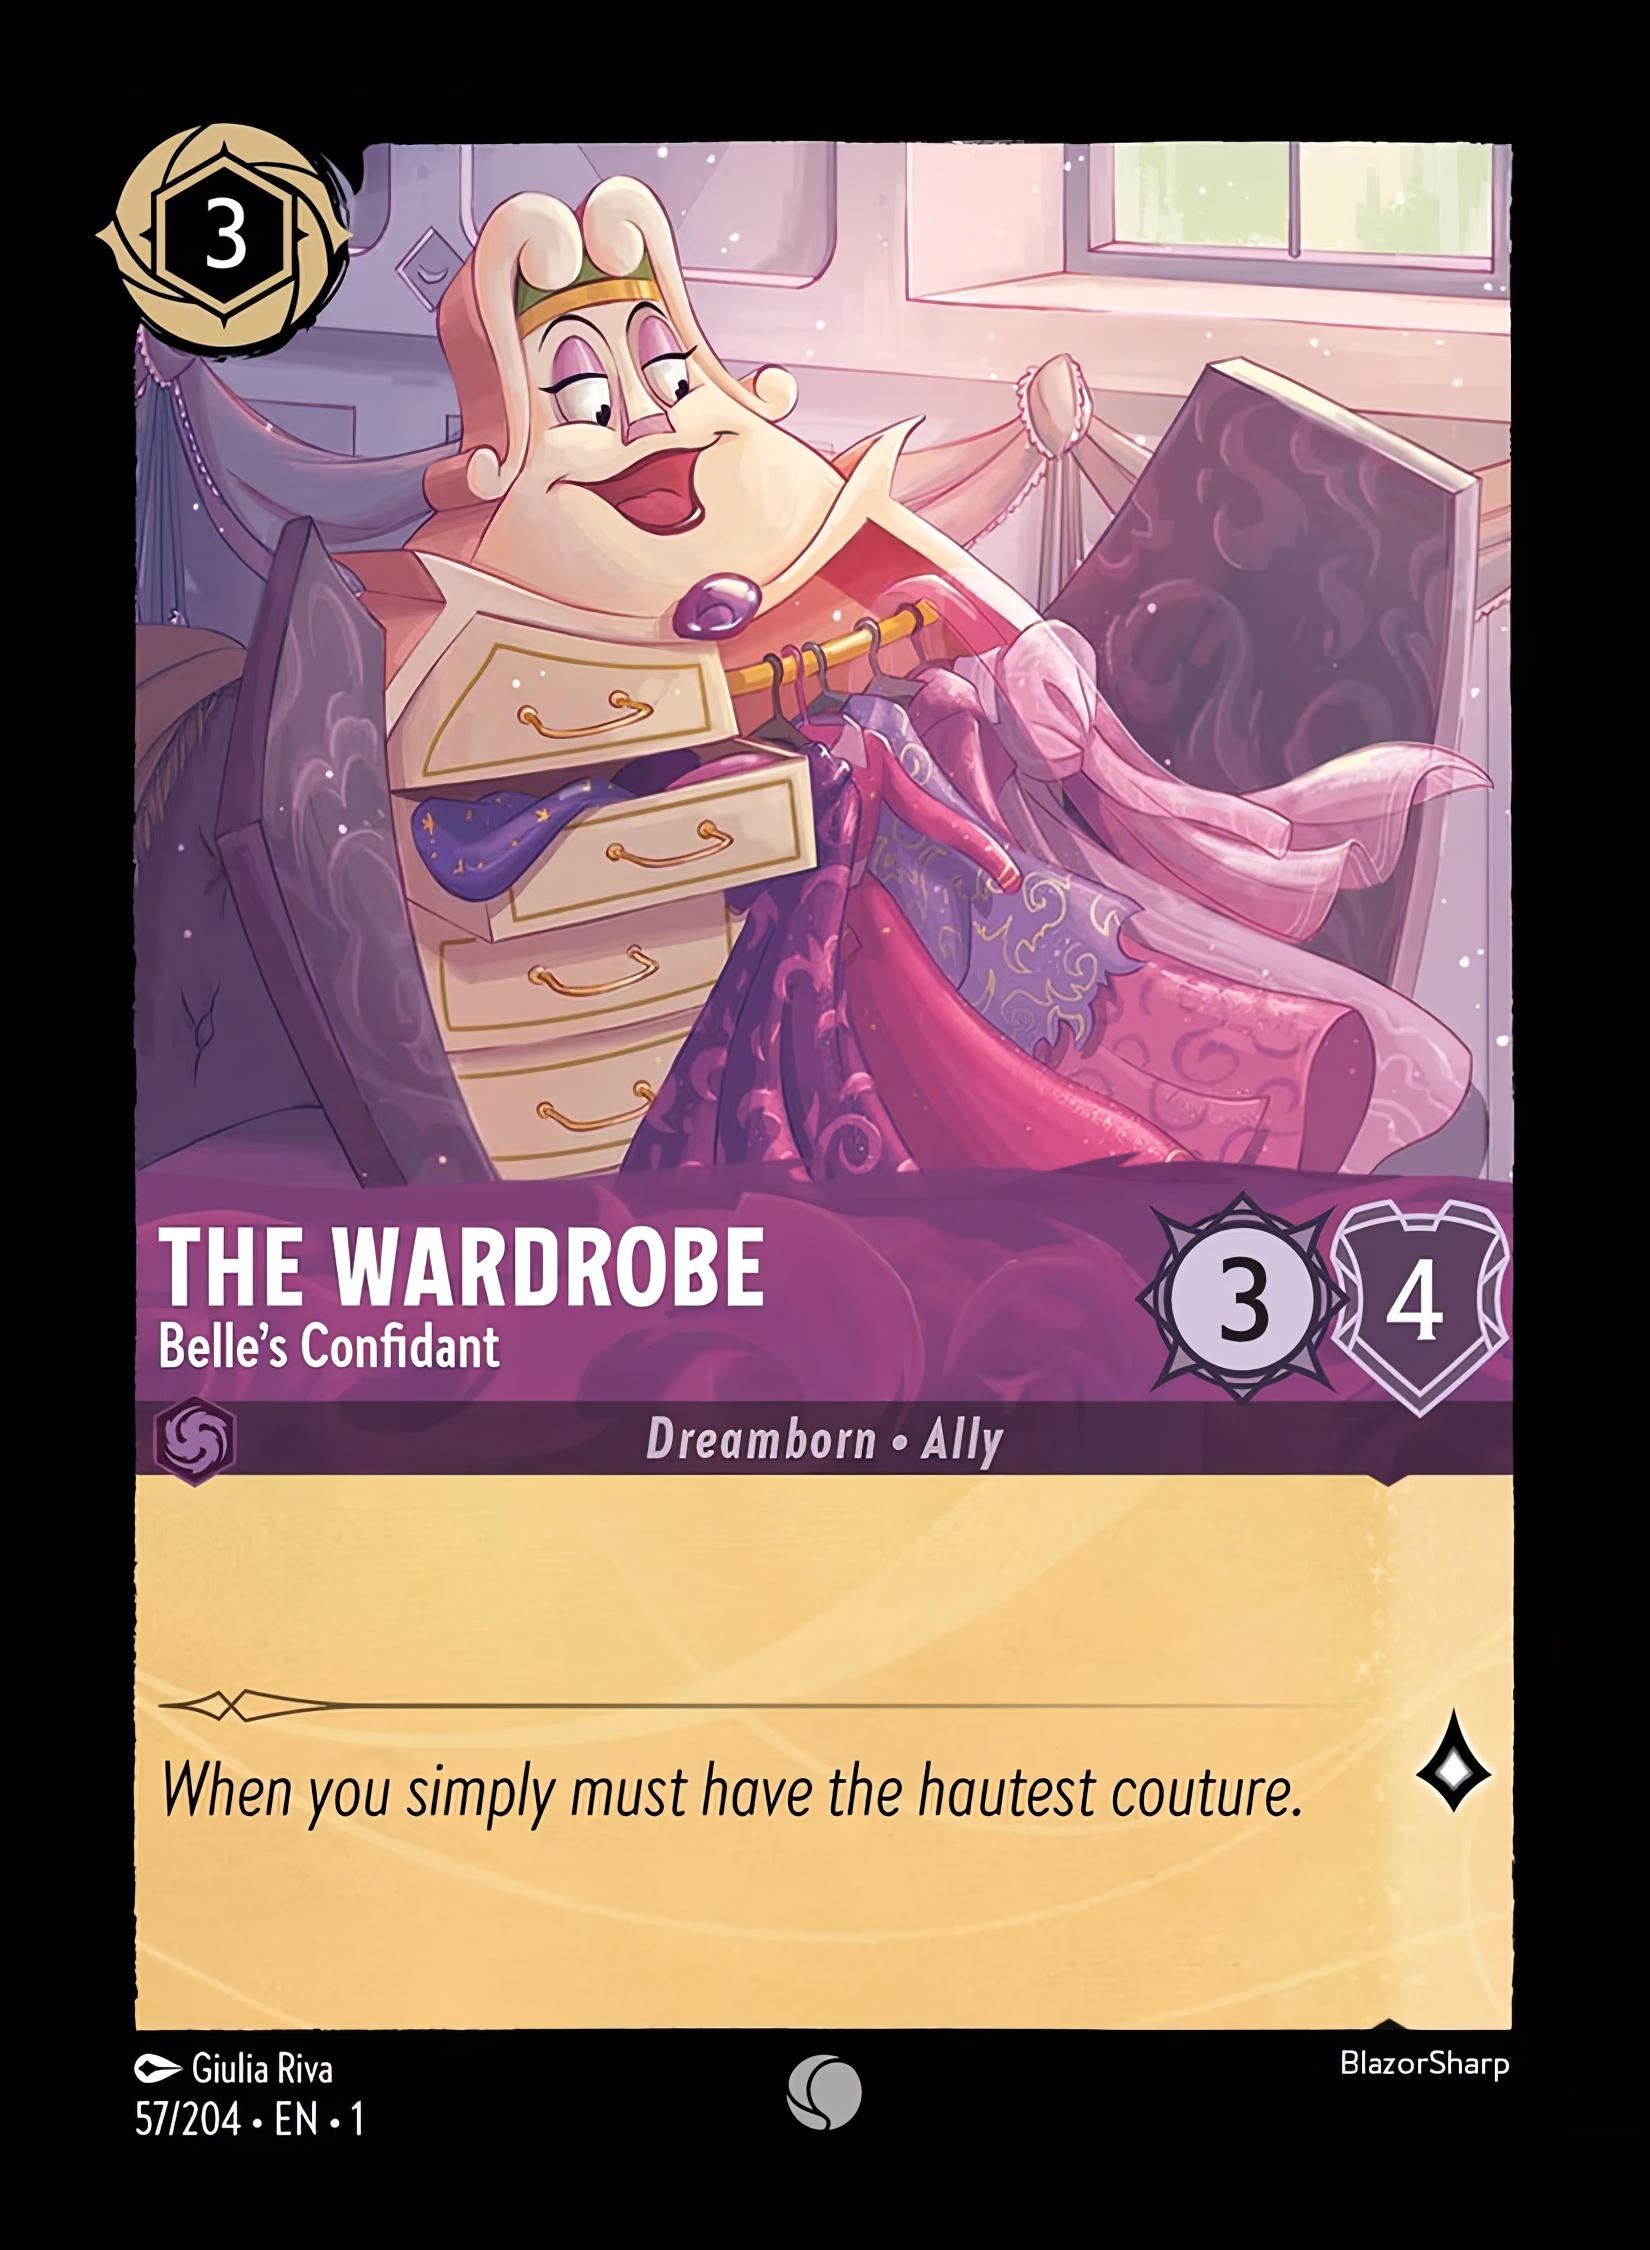 3
THE WARDROBE
Belle's Confidant
3
4
Dreamborn • Ally
When you simply must have the hautest couture.
Giulia Riva
BlazorSharp
57/204 • EN • 1